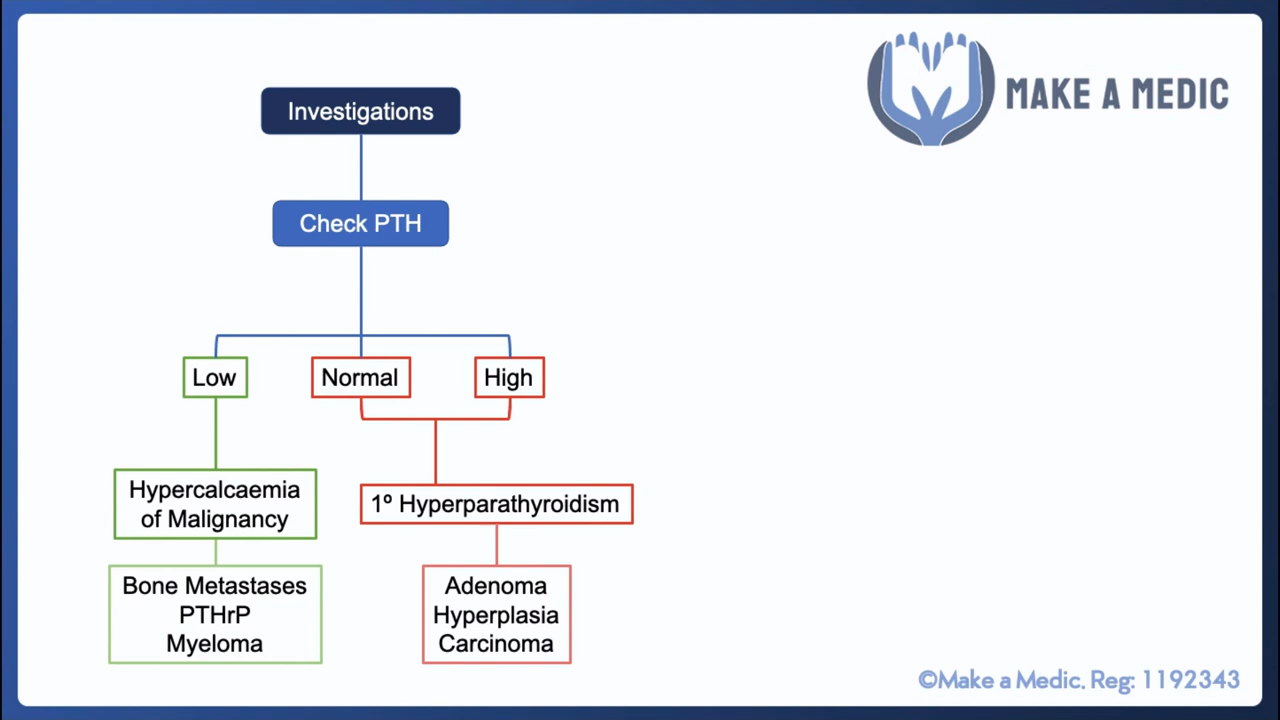 MAKE A MEDIC
Investigations
Check PTH
Low
Normal
High
Hypercalcaemia
of Malignancy
1º Hyperparathyroidism
Bone Metastases
PTHrP
Myeloma
Adenoma
Hyperplasia
Carcinoma
©Make a Medic. Reg: 1192343